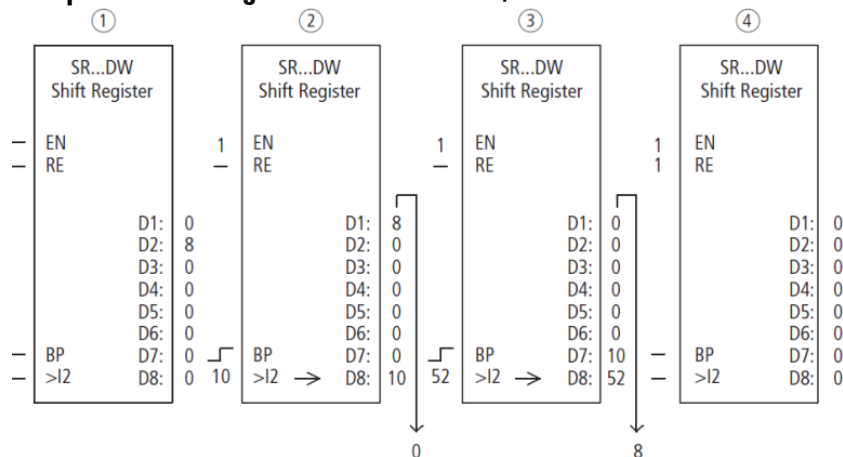 ① ② ③ ④
SR...DW SR...DW SR...DW SR...DW
Shift Register Shift Register Shift Register Shift Register
– EN 1 EN 1 EN 1 EN
– RE – RE – RE 1 RE
D1: 0 D1: 8 D1: 0 D1: 0
D2: 8 D2: 0 D2: 0 D2: 0
D3: 0 D3: 0 D3: 0 D3: 0
D4: 0 D4: 0 D4: 0 D4: 0
D5: 0 D5: 0 D5: 0 D5: 0
D6: 0 D6: 0 D6: 0 D6: 0
– BP D7: 0 BP D7: 0 BP D7: 10 – BP D7: 0
– >I2 D8: 0 10 >I2 → D8: 10 52 >I2 → D8: 52 – >I2 D8: 0
0 8